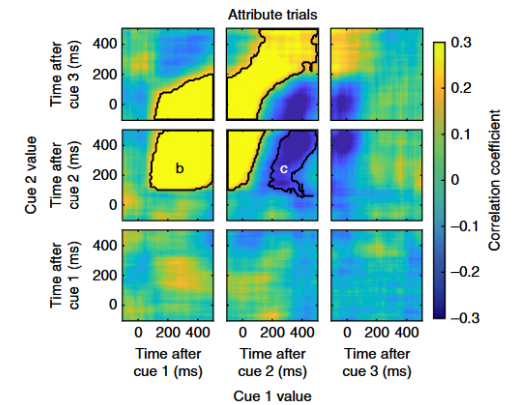 Attribute trials
Cue 2 value
Time after
cue 3 (ms)
400
200
0
Time after
cue 2 (ms)
400
200
0
b
c
Time after
cue 1 (ms)
400
200
0
0 200 400
0 200 400
0 200 400
Time after
cue 1 (ms)
Time after
cue 2 (ms)
Time after
cue 3 (ms)
Cue 1 value
0.3
0.2
0.1
0
–0.1
–0.2
–0.3
Correlation coefficient